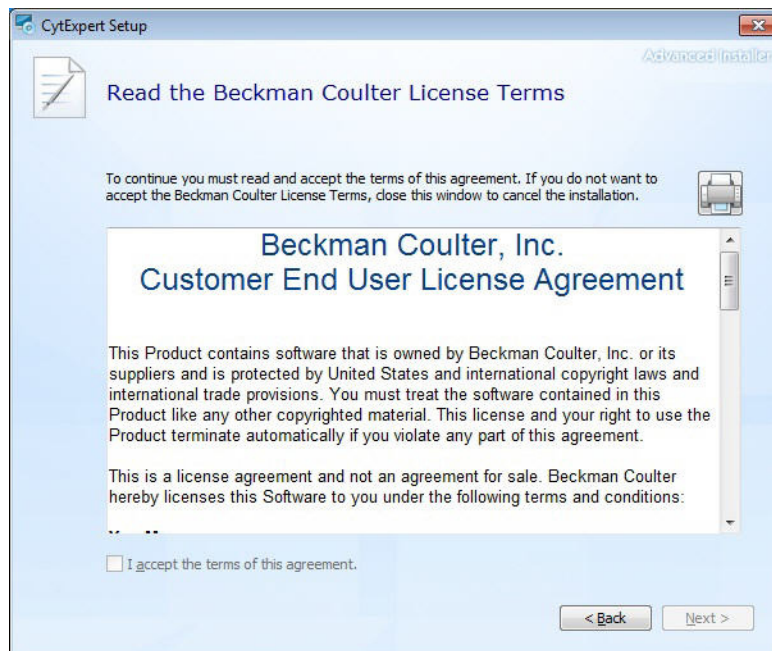 CytExpert Setup
Advanced Installer
Read the Beckman Coulter License Terms
To continue you must read and accept the terms of this agreement. If you do not want to
accept the Beckman Coulter License Terms, close this window to cancel the installation.
Beckman Coulter, Inc.
Customer End User License Agreement
This Product contains software that is owned by Beckman Coulter, Inc. or its
suppliers and is protected by United States and international copyright laws and
international trade provisions. You must treat the software contained in this
Product like any other copyrighted material. This license and your right to use the
Product terminate automatically if you violate any part of this agreement.
This is a license agreement and not an agreement for sale. Beckman Coulter
hereby licenses this Software to you under the following terms and conditions:
I accept the terms of this agreement.
< Back Next >